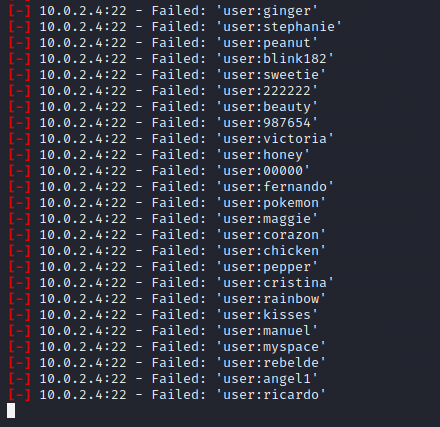 [-] 10.0.2.4:22 - Failed: 'user:ginger'
[-] 10.0.2.4:22 - Failed: 'user:stephanie'
[-] 10.0.2.4:22 - Failed: 'user:peanut'
[-] 10.0.2.4:22 - Failed: 'user:blink182'
[-] 10.0.2.4:22 - Failed: 'user:sweetie'
[-] 10.0.2.4:22 - Failed: 'user:222222'
[-] 10.0.2.4:22 - Failed: 'user:beauty'
[-] 10.0.2.4:22 - Failed: 'user:987654'
[-] 10.0.2.4:22 - Failed: 'user:victoria'
[-] 10.0.2.4:22 - Failed: 'user:honey'
[-] 10.0.2.4:22 - Failed: 'user:00000'
[-] 10.0.2.4:22 - Failed: 'user:fernando'
[-] 10.0.2.4:22 - Failed: 'user:pokemon'
[-] 10.0.2.4:22 - Failed: 'user:maggie'
[-] 10.0.2.4:22 - Failed: 'user:corazon'
[-] 10.0.2.4:22 - Failed: 'user:chicken'
[-] 10.0.2.4:22 - Failed: 'user:pepper'
[-] 10.0.2.4:22 - Failed: 'user:cristina'
[-] 10.0.2.4:22 - Failed: 'user:rainbow'
[-] 10.0.2.4:22 - Failed: 'user:kisses'
[-] 10.0.2.4:22 - Failed: 'user:manuel'
[-] 10.0.2.4:22 - Failed: 'user:myspace'
[-] 10.0.2.4:22 - Failed: 'user:rebelde'
[-] 10.0.2.4:22 - Failed: 'user:angel1'
[-] 10.0.2.4:22 - Failed: 'user:ricardo'